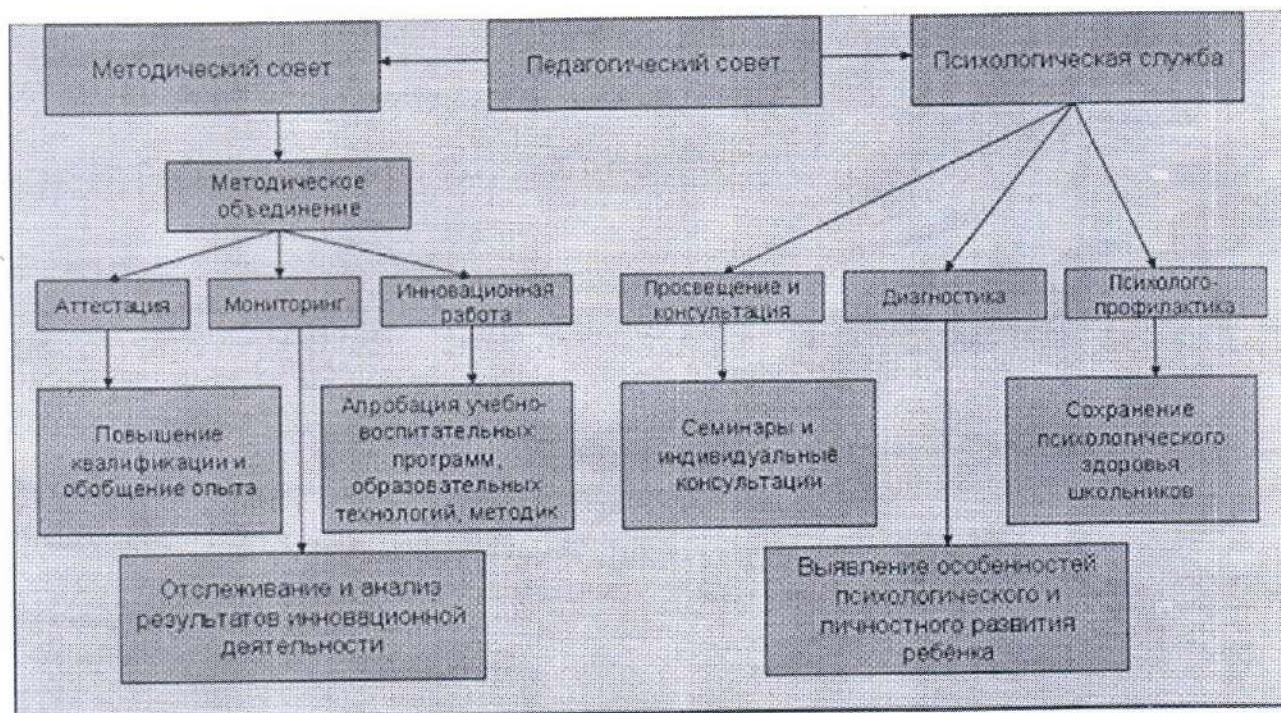 Методический совет
Педагогический совет
Психологическая служба
Методическое
объединение
Аттестация
Мониторинг
Инновационная
работа
Просвещение и
консультация
Диагностика
Психолого-
профилактика
Повышение
квалификации и
обобщение опыта
Апробация учебно-
воспитательных
программ,
образовательных
технологий, методик
Семинары и
индивидуальные
консультации
Сохранение
психологического
здоровья
школьников
Отслеживание и анализ
результатов инновационной
деятельности
Выявление особенностей
психологического и
личностного развития
ребёнка